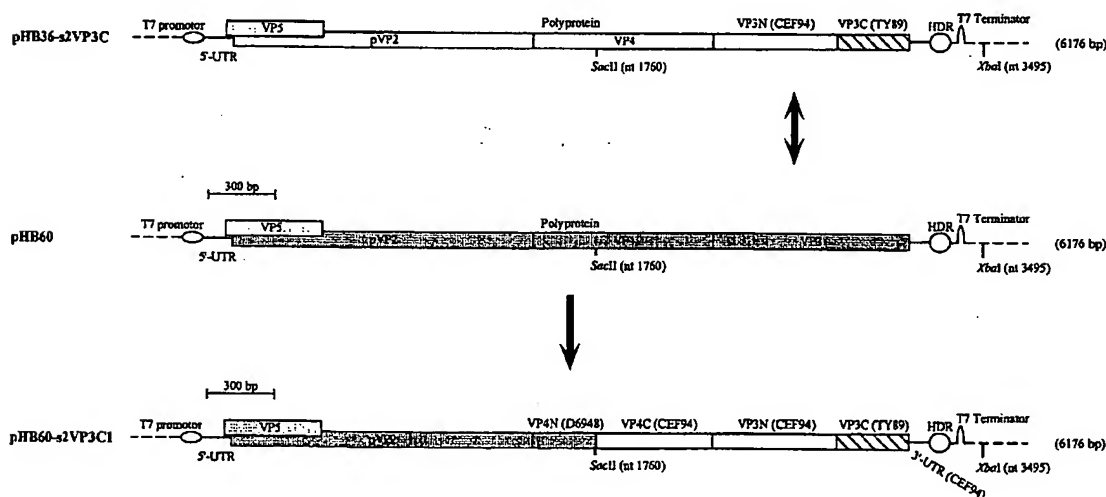 Polyprotein
VP3N (CEF94) VP3C (TY89)
T7 promotor VP5 HDR T7 Terminator
pHB36-s2VP3C pVP2 VP4 (6176 bp)
5'-UTR SacII (nt 1760) XbaI (nt 3495)
300 bp
T7 promotor VP5 Polyprotein HDR T7 Terminator
pHB60 pVP2 (6176 bp)
5'-UTR SacII (nt 1760) XbaI (nt 3495)
300 bp
T7 promotor VP5 VP4N (D6948) VP4C (CEF94) VP3N (CEF94) VP3C (TY89) HDR T7 Terminator
pHB60-s2VP3C1 (6176 bp)
5'-UTR SacII (nt 1760) 3'-UTR (CEF94) XbaI (nt 3495)